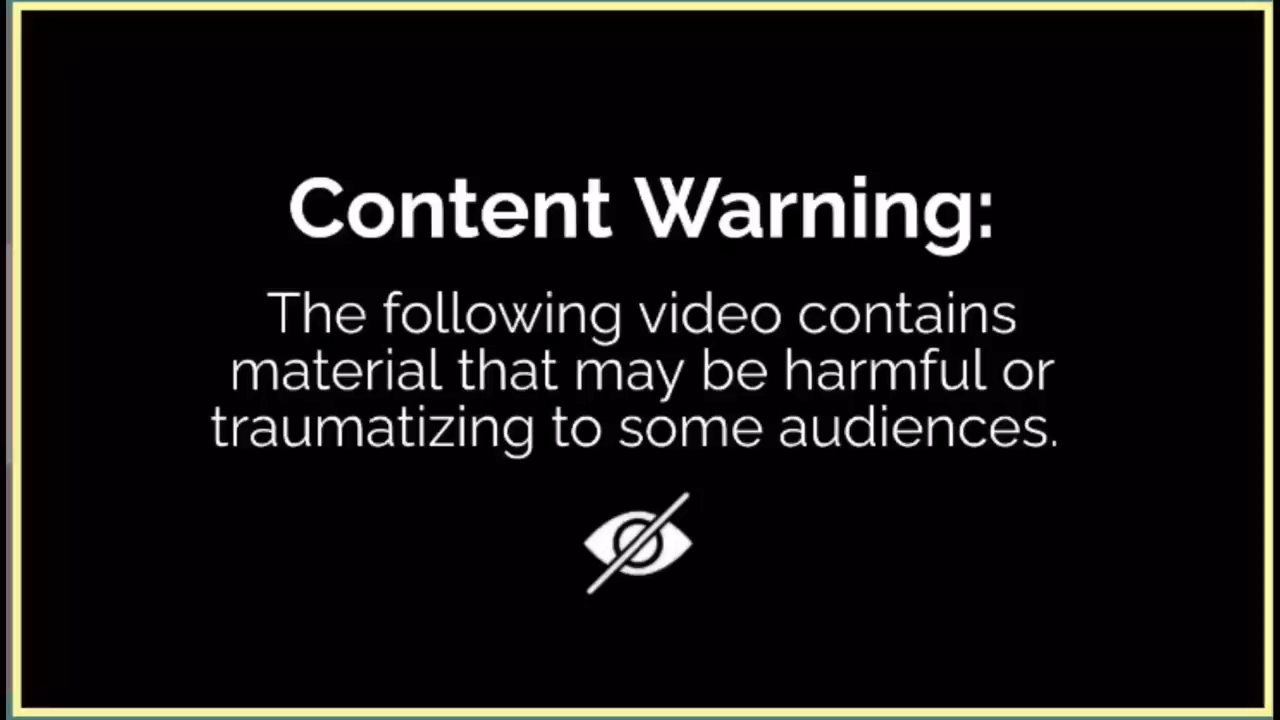 Content Warning:
The following video contains
material that may be harmful or
traumatizing to some audiences.